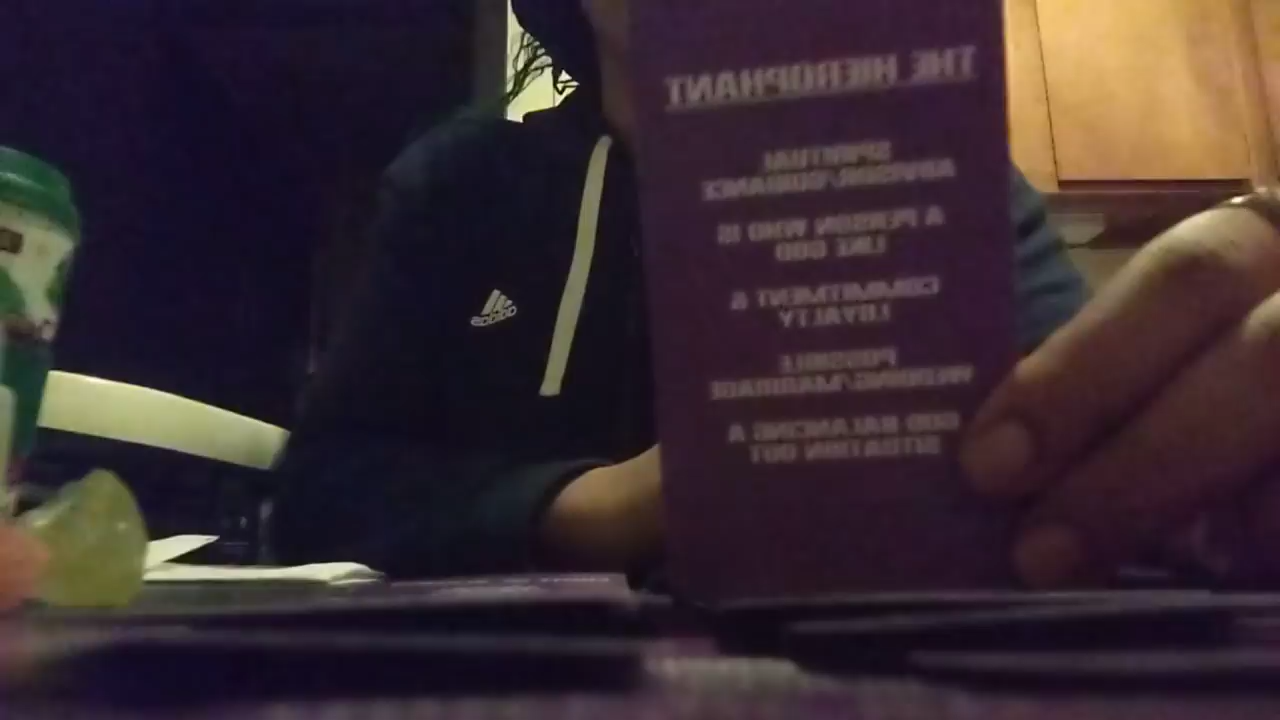 THE HIEROPHANT
SPIRITUAL
ADVISOR/GUIDANCE
A PERSON WHO IS
LIKE GOD
COMMITMENT &
LOYALTY
POSSIBLE
WEDDING/MARRIAGE
GOD BALANCING A
SITUATION OUT
adidas